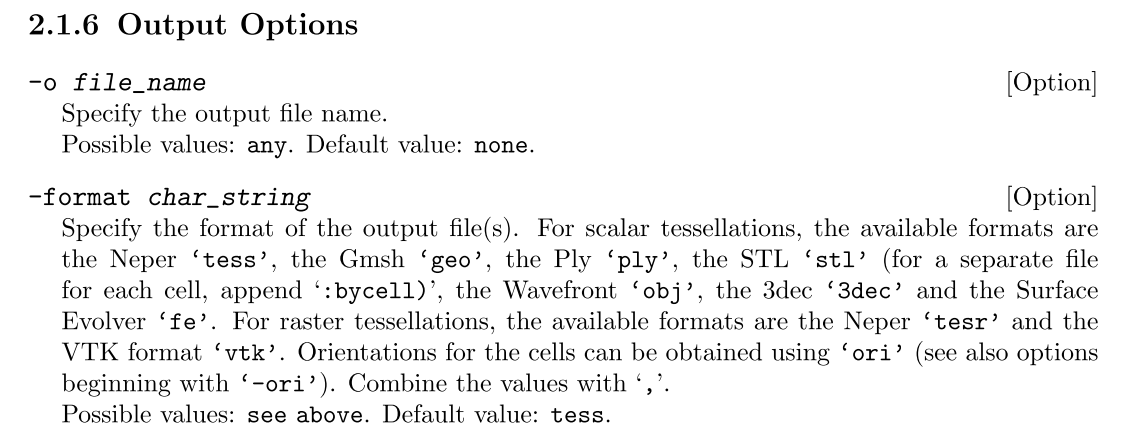 2.1.6 Output Options
-o file_name [Option]
Specify the output file name.
Possible values: any. Default value: none.
-format char_string [Option]
Specify the format of the output file(s). For scalar tessellations, the available formats are
the Neper ‘tess’, the Gmsh ‘geo’, the Ply ‘ply’, the STL ‘stl’ (for a separate file
for each cell, append ‘:bycell)’, the Wavefront ‘obj’, the 3dec ‘3dec’ and the Surface
Evolver ‘fe’. For raster tessellations, the available formats are the Neper ‘tesr’ and the
VTK format ‘vtk’. Orientations for the cells can be obtained using ‘ori’ (see also options
beginning with ‘-ori’). Combine the values with ‘,’.
Possible values: see above. Default value: tess.